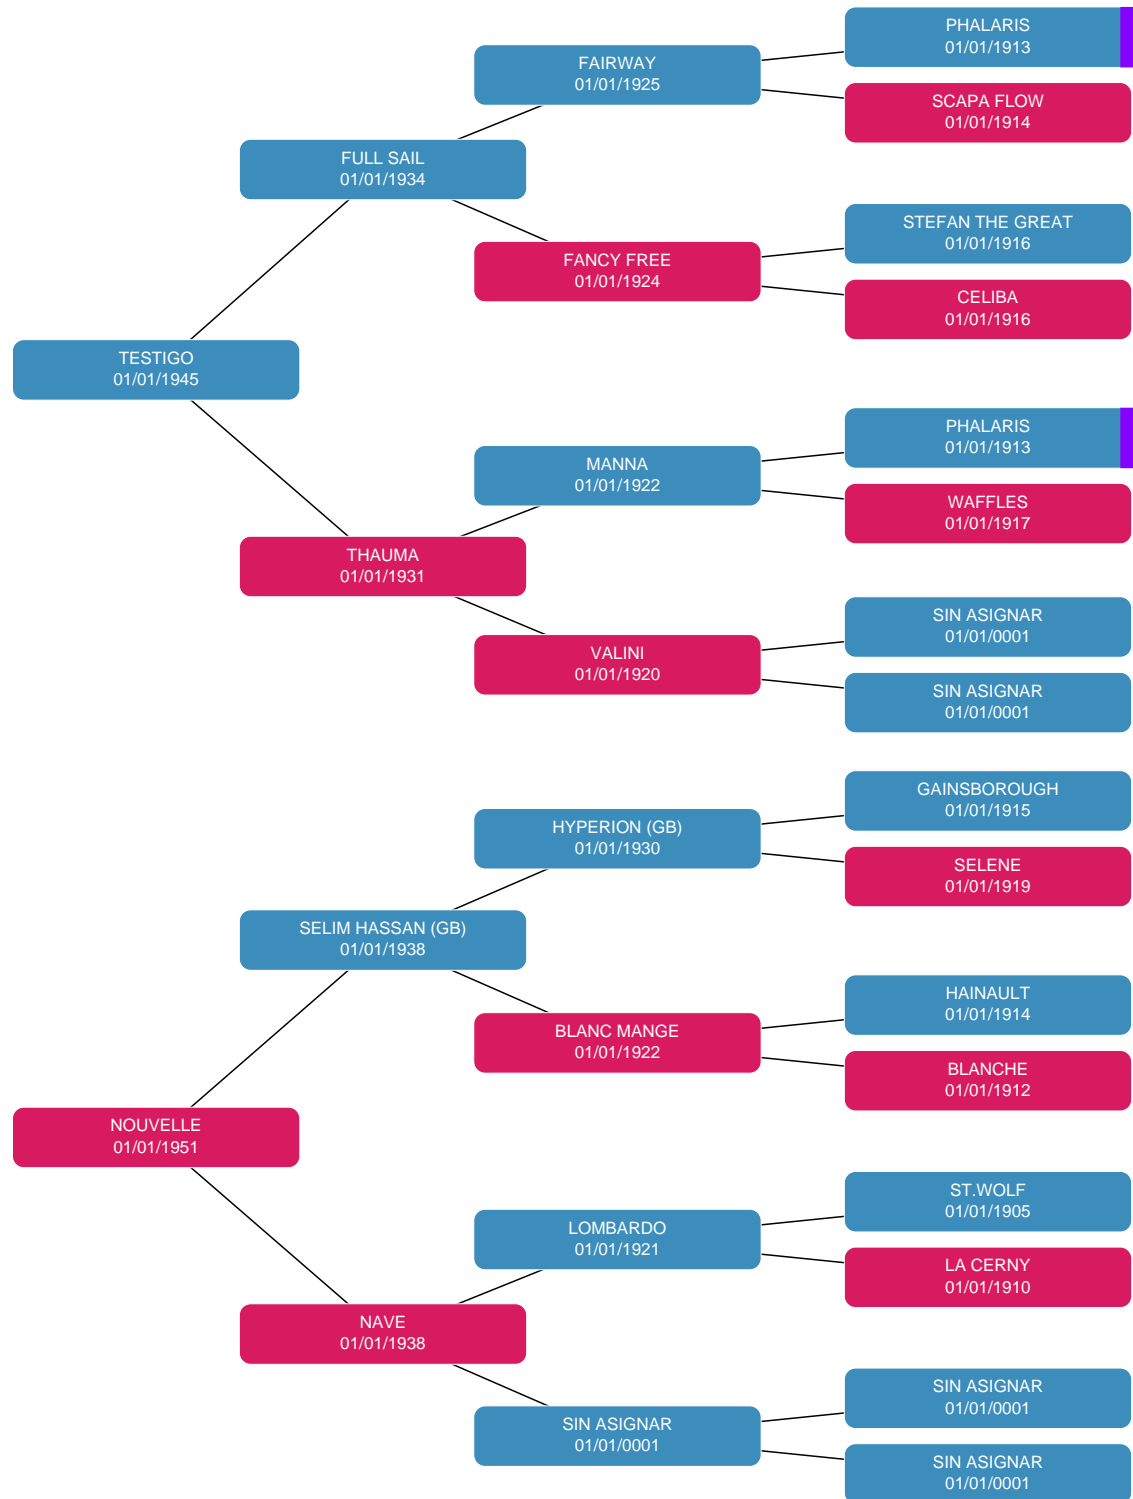 PHALARIS
01/01/1913
FAIRWAY
01/01/1925
SCAPA FLOW
01/01/1914
FULL SAIL
01/01/1934
STEFAN THE GREAT
01/01/1916
FANCY FREE
01/01/1924
CELIBA
01/01/1916
TESTIGO
01/01/1945
PHALARIS
01/01/1913
MANNA
01/01/1922
WAFFLES
01/01/1917
THAUMA
01/01/1931
SIN ASIGNAR
01/01/0001
VALINI
01/01/1920
SIN ASIGNAR
01/01/0001
GAINSBOROUGH
01/01/1915
HYPERION (GB)
01/01/1930
SELENE
01/01/1919
SELIM HASSAN (GB)
01/01/1938
HAINAULT
01/01/1914
BLANC MANGE
01/01/1922
BLANCHE
01/01/1912
NOUVELLE
01/01/1951
ST.WOLF
01/01/1905
LOMBARDO
01/01/1921
LA CERNY
01/01/1910
NAVE
01/01/1938
SIN ASIGNAR
01/01/0001
SIN ASIGNAR
01/01/0001
SIN ASIGNAR
01/01/0001